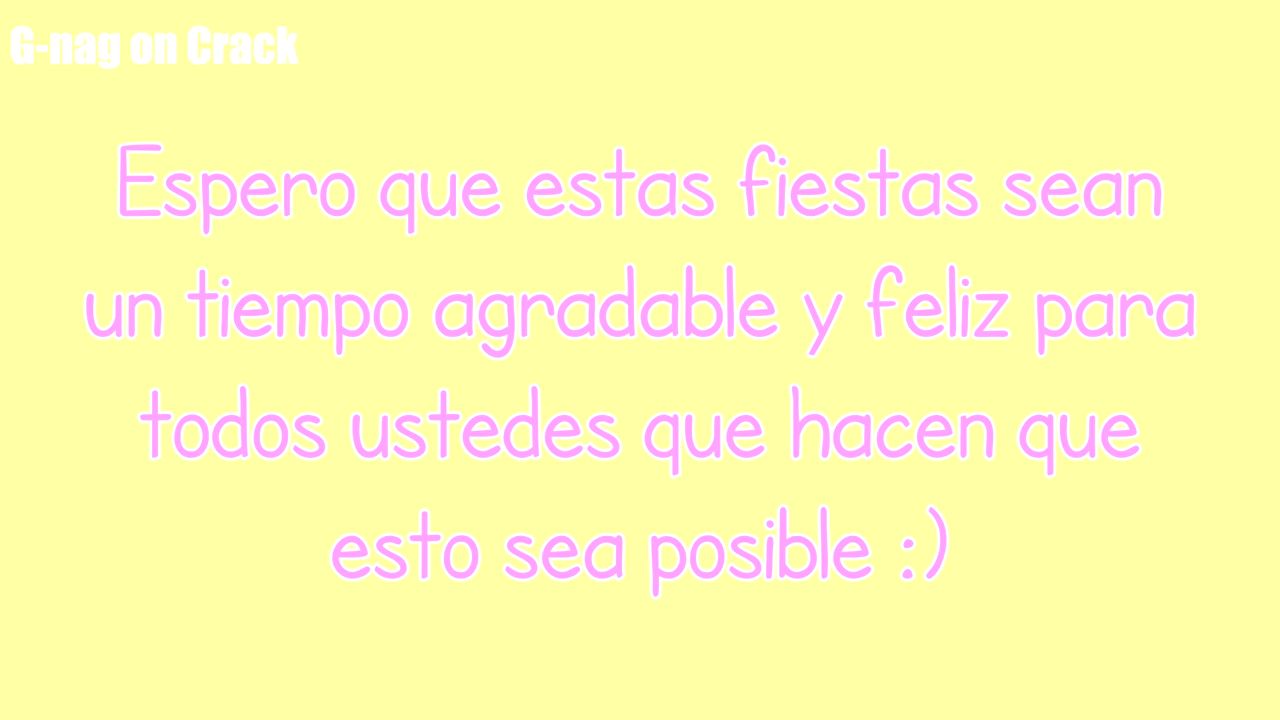 G-nag on Crack
Espero que estas fiestas sean
un tiempo agradable y feliz para
todos ustedes que hacen que
esto sea posible :)